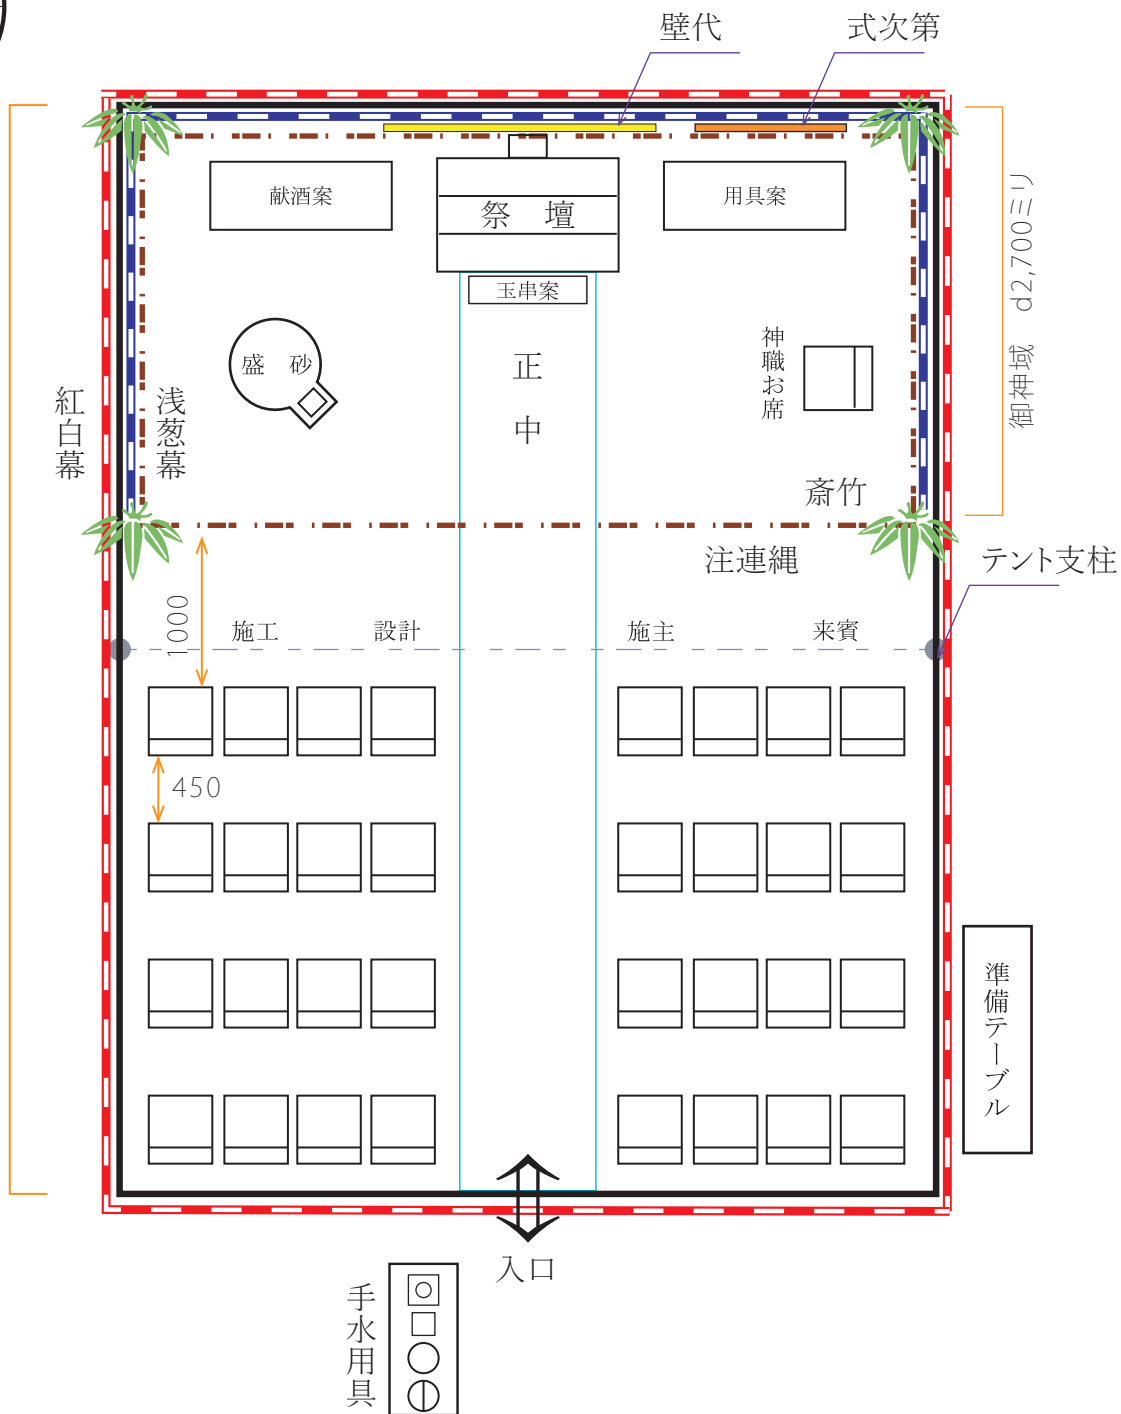 壁代
式次第
献酒案
祭壇
用具案
玉串案
盛砂
正中
神職お席
御神域 d2,700ミリ
紅白幕
浅葱幕
斎竹
注連縄
テント支柱
1000
施工
設計
施主
来賓
450
準備テーブル
入口
手水用具